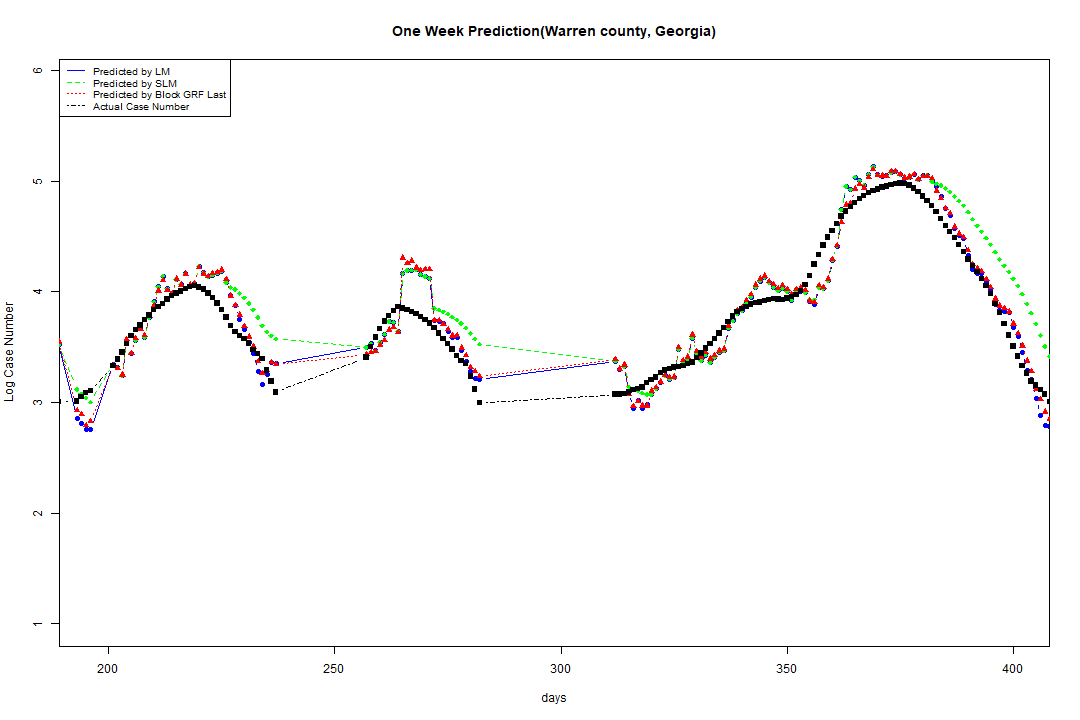 One Week Prediction(Warren county, Georgia)
Predicted by LM
Predicted by SLM
Predicted by Block GRF Last
Actual Case Number
Log Case Number
6
5
4
3
2
1
200
250
300
350
400
days